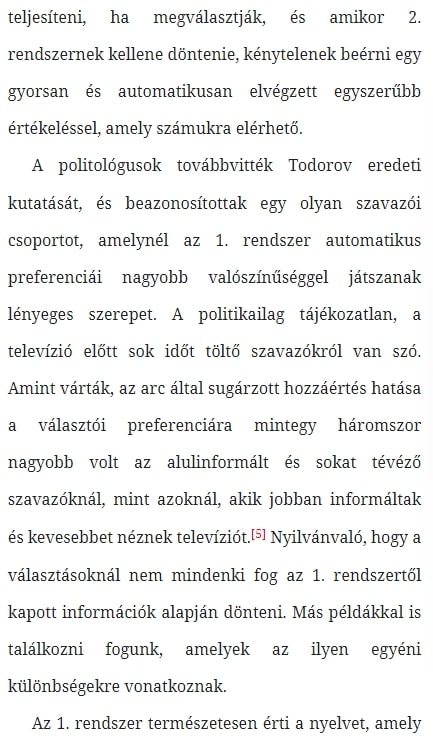 teljesíteni, ha megválasztják, és amikor 2.
rendszernek kellene döntenie, kénytelenek beérni egy
gyorsan és automatikusan elvégzett egyszerűbb
értékeléssel, amely számukra elérhető.
A politológusok továbbvitték Todorov eredeti
kutatását, és beazonosítottak egy olyan szavazói
csoportot, amelynél az 1. rendszer automatikus
preferenciái nagyobb valószínűséggel játszanak
lényeges szerepet. A politikailag tájékozatlan, a
televízió előtt sok időt töltő szavazókról van szó.
Amint várták, az arc által sugárzott hozzáértés hatása
a választói preferenciára mintegy háromszor
nagyobb volt az alulinformált és sokat tévéző
szavazóknál, mint azoknál, akik jobban informáltak
és kevesebbet néznek televíziót.[5] Nyilvánvaló, hogy a
választásoknál nem mindenki fog az 1. rendszertől
kapott információk alapján dönteni. Más példákkal is
találkozni fogunk, amelyek az ilyen egyéni
különbségekre vonatkoznak.
Az 1. rendszer természetesen érti a nyelvet, amely